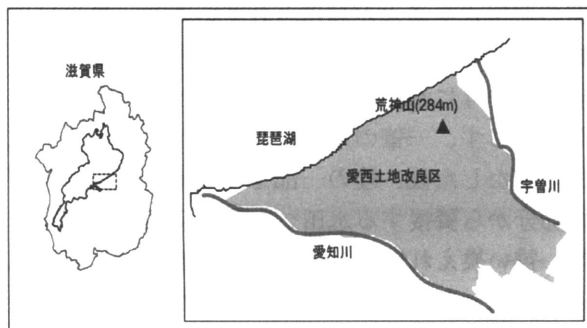 滋賀県
荒神山(284m)
琵琶湖
愛西土地改良区
宇曽川
愛知川